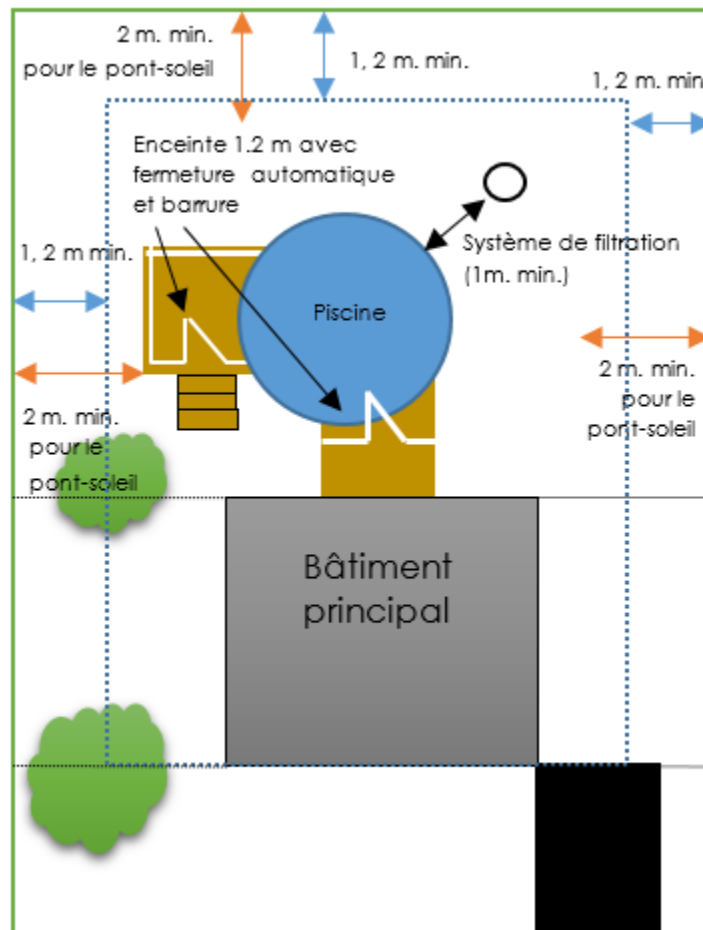 2 m. min.
pour le pont-soleil
1, 2 m. min.
1, 2 m. min
Enceinte 1.2 m avec
fermeture automatique
et barrure
Système de filtration
(1m. min.)
1, 2 m min.
Piscine
2 m. min.
pour le
pont-soleil
2 m. min.
pour le
pont-soleil
Bâtiment
principal